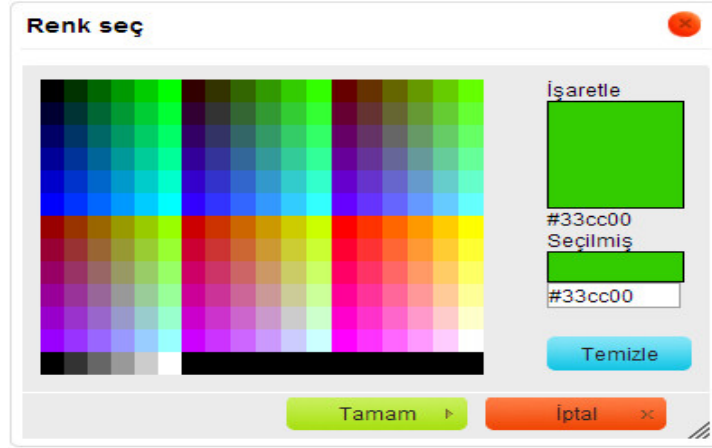 Renk seç
İşaretle
#33cc00
Seçilmiş
#33cc00
Temizle
Tamam
İptal